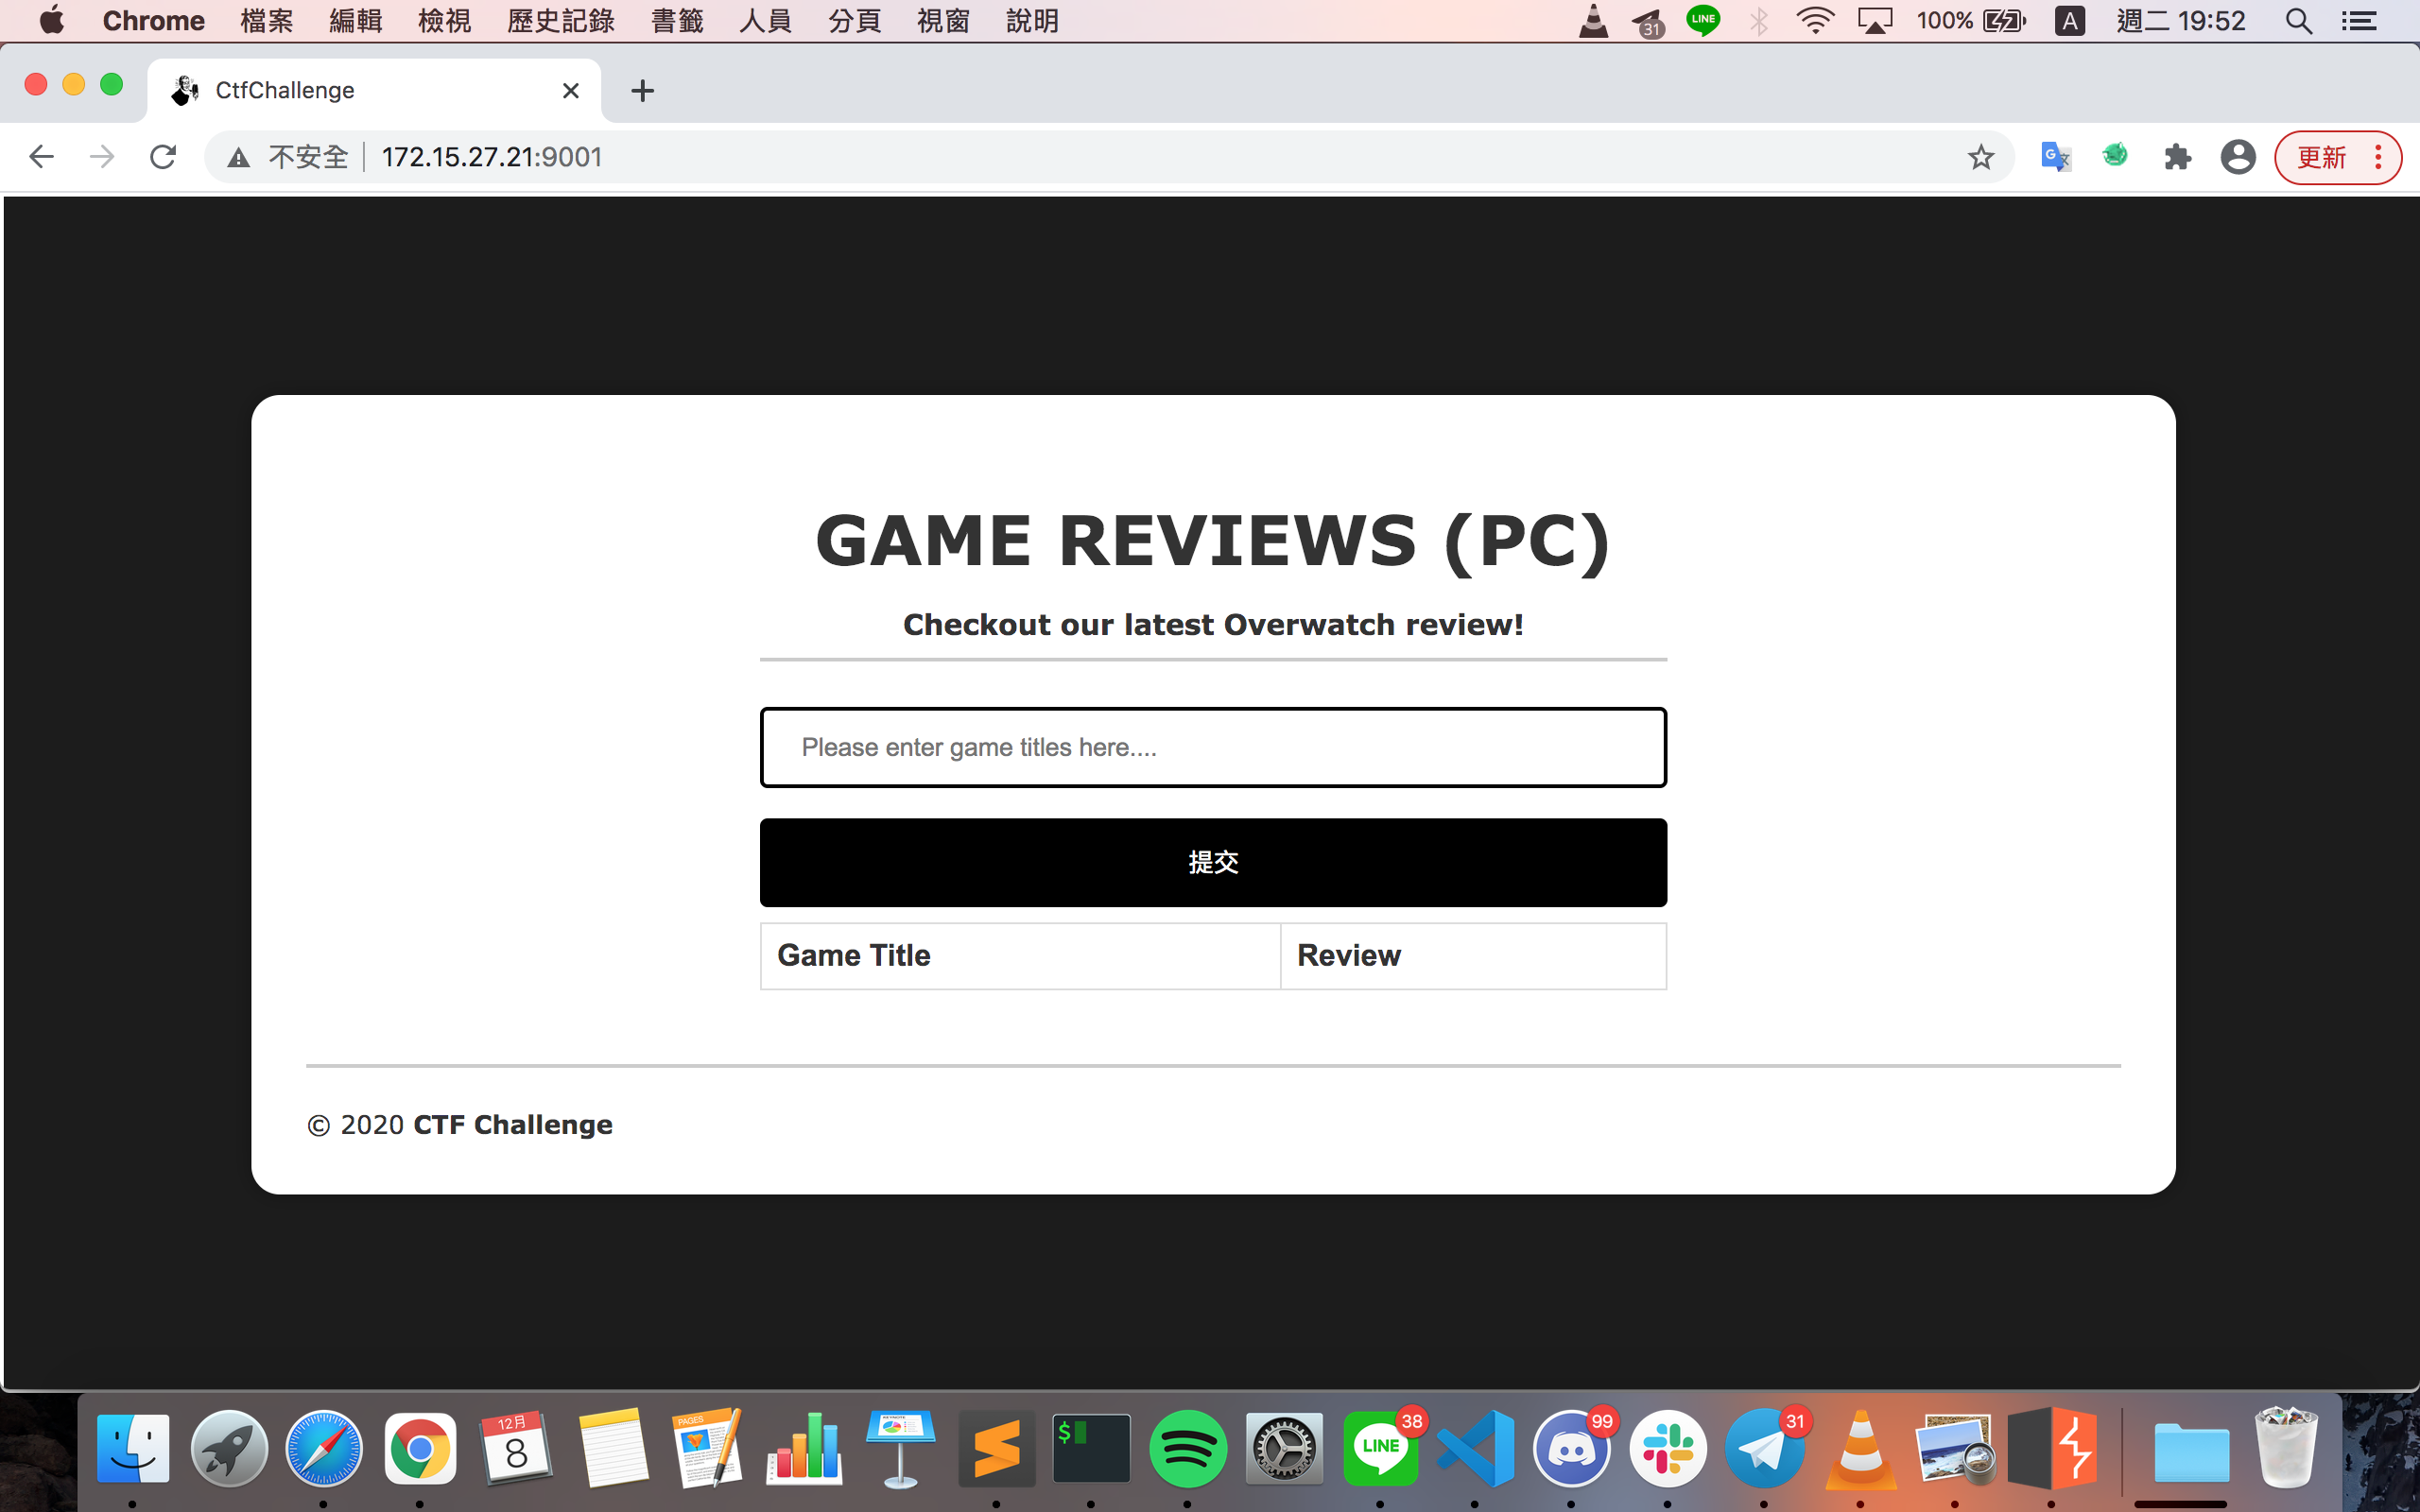 Chrome 檔案 編輯 檢視 歷史記錄 書籤 人員 分頁 視窗 說明 31 LINE 100% A 週二 19:52
CtfChallenge
不安全 172.15.27.21:9001 G 文 更新
GAME REVIEWS (PC)
Checkout our latest Overwatch review!
Please enter game titles here....
提交
Game Title Review
© 2020 CTF Challenge
12月 8 PAGES KEYNOTE $ LINE 38 99 31